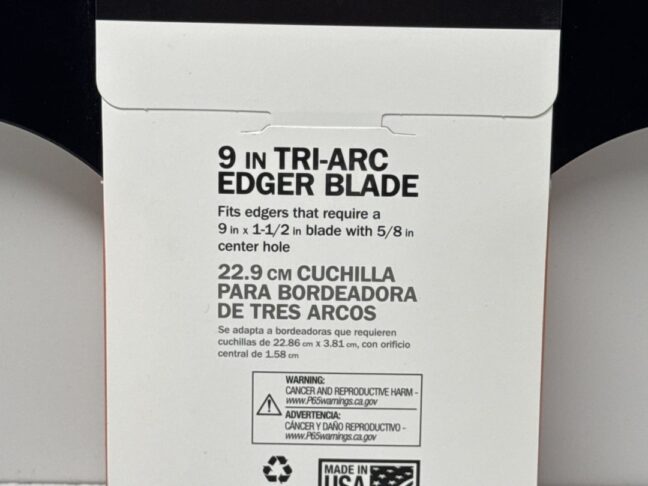 9 IN TRI-ARC
EDGER BLADE
Fits edgers that require a
9 in x 1-1/2 in blade with 5/8 in
center hole
22.9 CM CUCHILLA
PARA BORDEADORA
DE TRES ARCOS
Se adapta a bordeadoras que requieren
cuchillas de 22.86 cm x 3.81 cm, con orificio
central de 1.58 cm
WARNING:
CANCER AND REPRODUCTIVE HARM -
www.P65warnings.ca.gov
ADVERTENCIA:
CÁNCER Y DAÑO REPRODUCTIVO -
www.P65warnings.ca.gov
MADE IN
USA